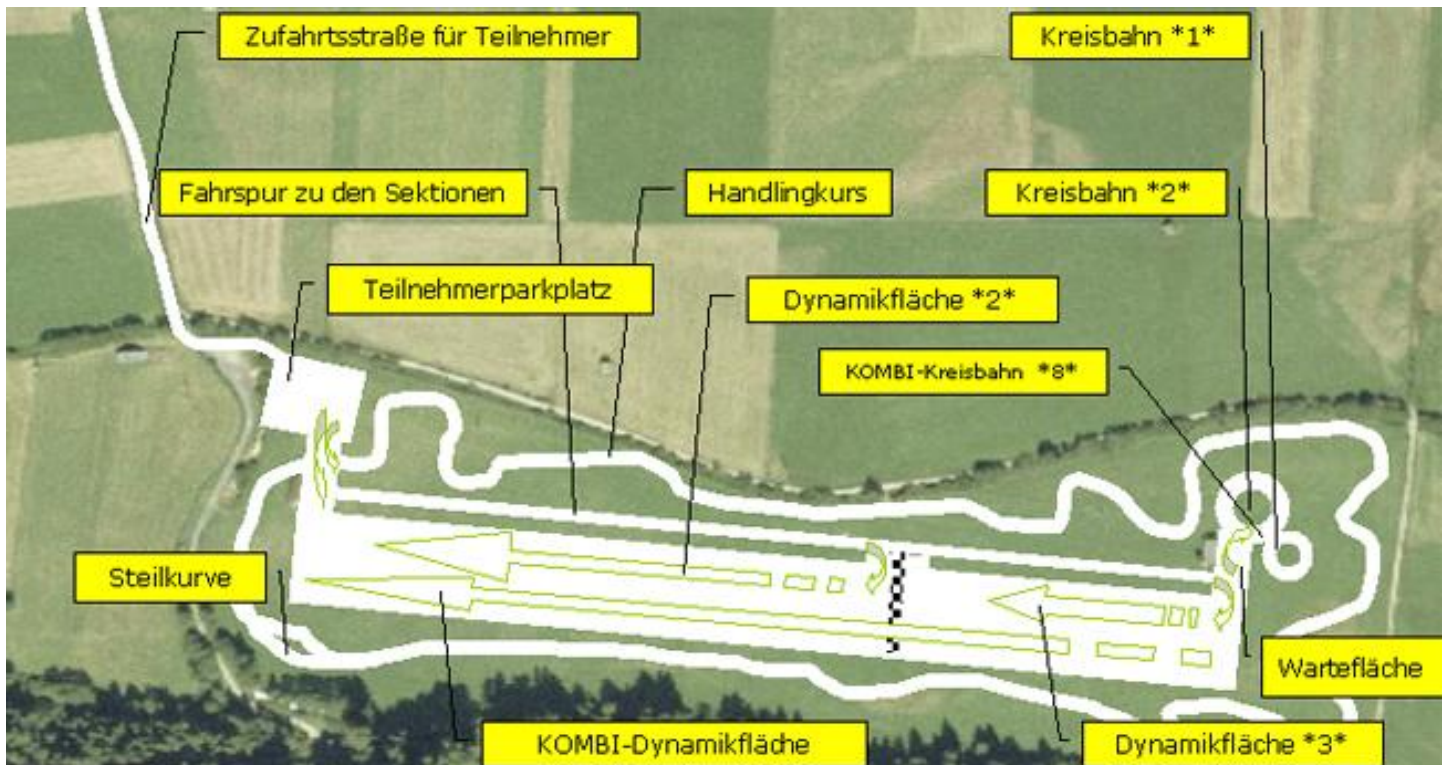 Zufahrtsstraße für Teilnehmer
Kreisbahn *1*
Fahrspur zu den Sektionen
Handlingkurs
Kreisbahn *2*
Teilnehmerparkplatz
Dynamikfläche *2*
KOMBI-Kreisbahn *8*
Steilkurve
Wartefläche
KOMBI-Dynamikfläche
Dynamikfläche *3*